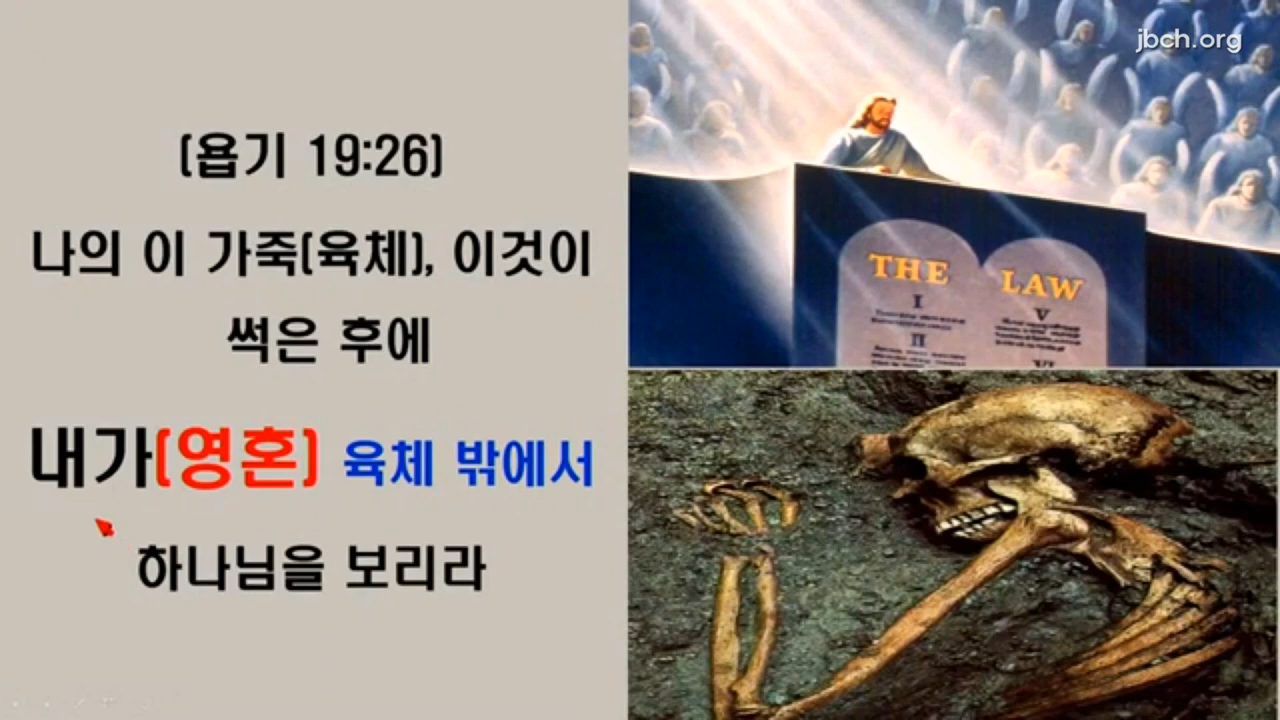 (욥기 19:26)
나의 이 가죽(육체), 이것이
썩은 후에
내가(영혼) 육체 밖에서
하나님을 보리라
jbch.org
THE LAW
I
II
V
VI